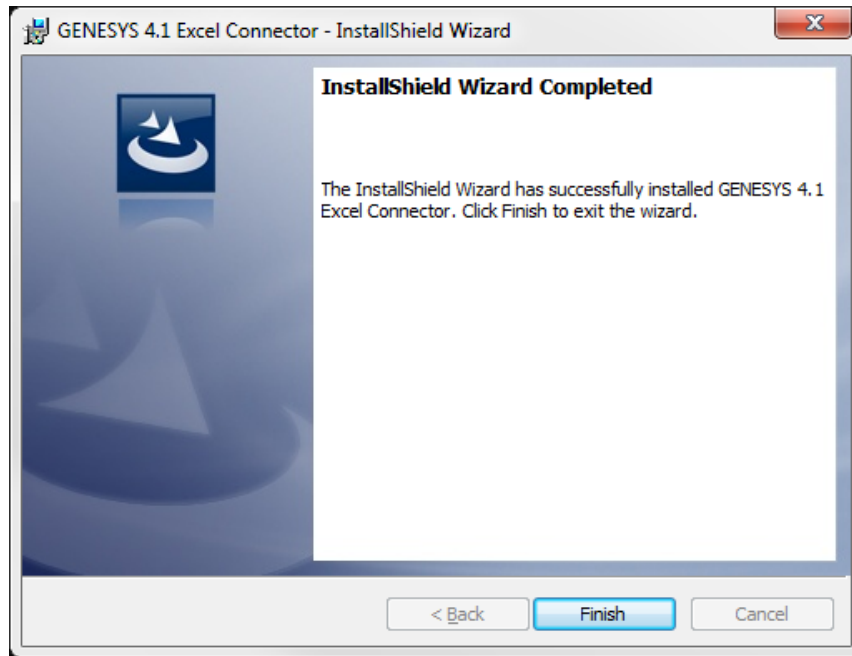 GENESYS 4.1 Excel Connector - InstallShield Wizard
InstallShield Wizard Completed
The InstallShield Wizard has successfully installed GENESYS 4.1
Excel Connector. Click Finish to exit the wizard.
< Back Finish Cancel